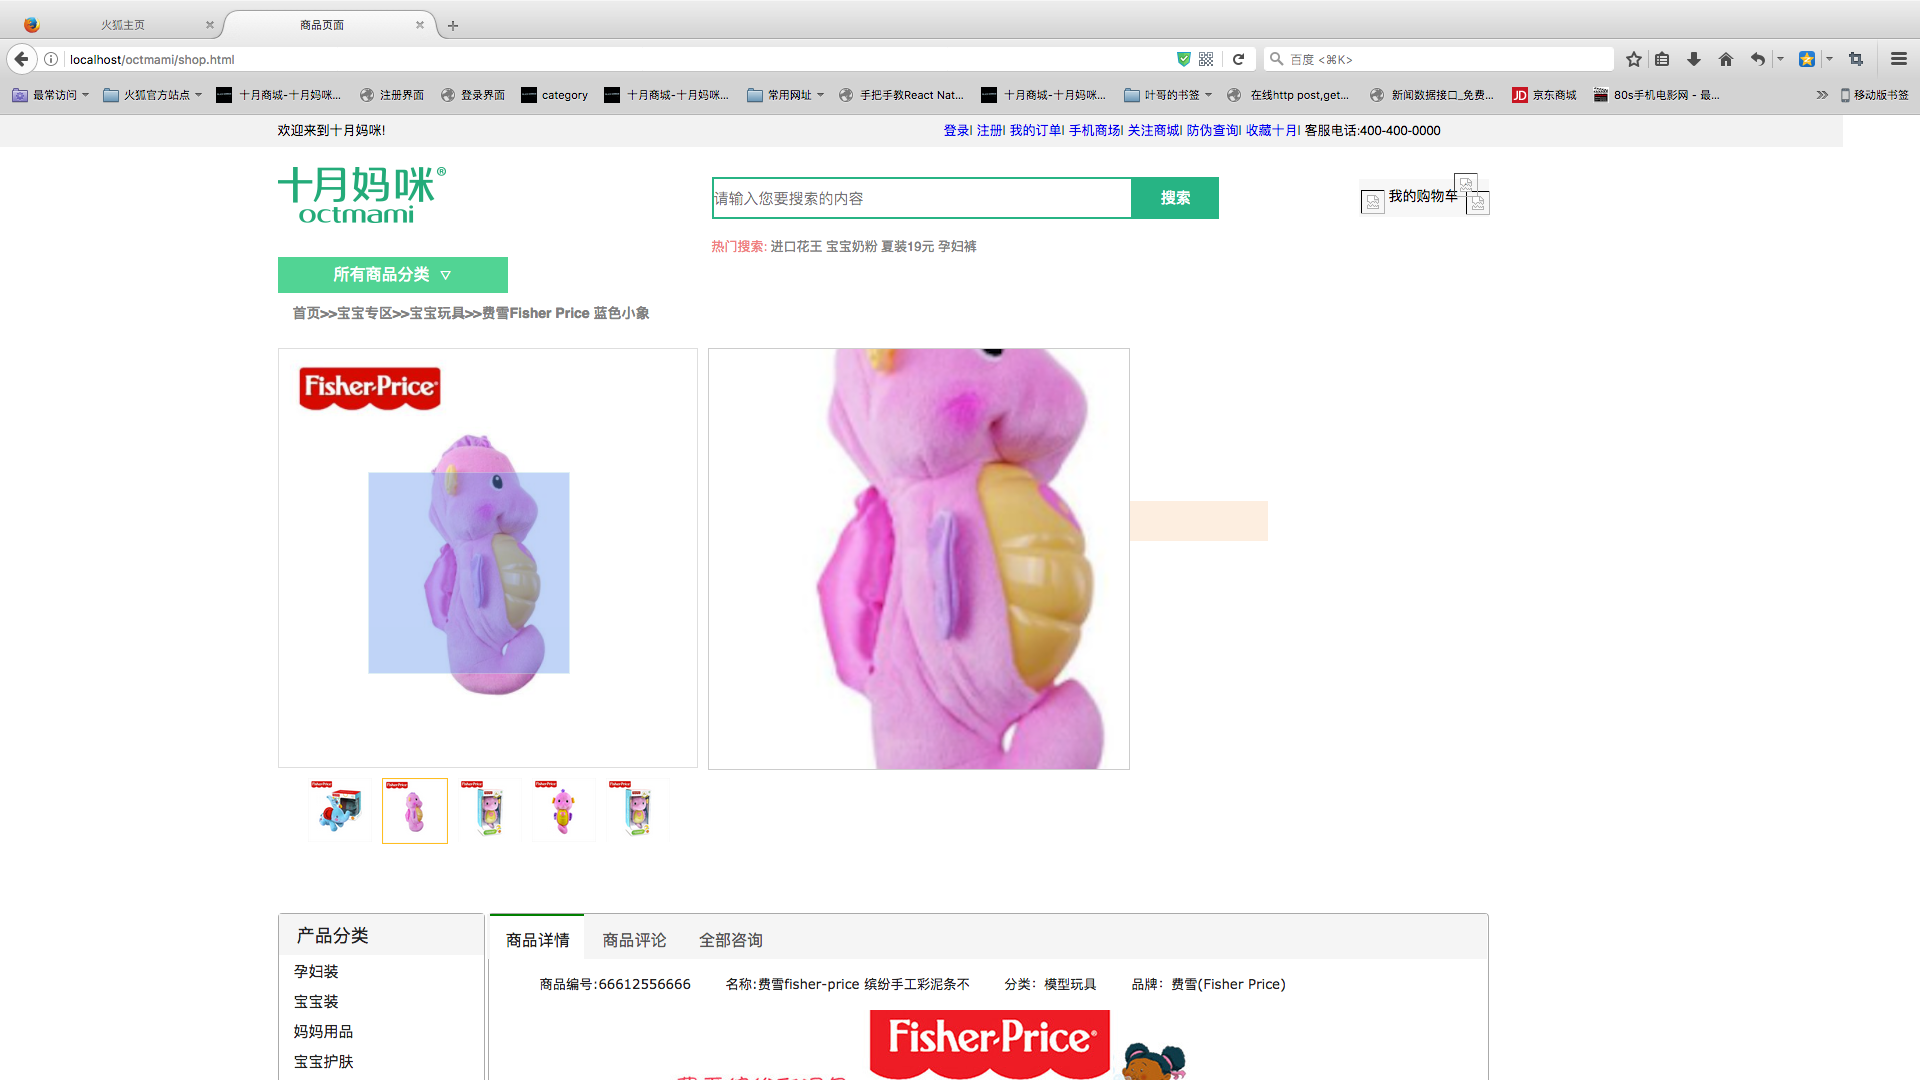 火狐主页
商品页面
localhost/octmami/shop.html
百度 <⌘K>
最常访问
火狐官方站点
十月商城-十月妈咪...
注册界面
登录界面
category
十月商城-十月妈咪...
常用网址
手把手教React Nat...
十月商城-十月妈咪...
叶哥的书签
在线http post,get...
新闻数据接口_免费...
JD 京东商城
80s手机电影网 - 最...
移动版书签
欢迎来到十月妈咪!
登录| 注册| 我的订单| 手机商场| 关注商城| 防伪查询| 收藏十月| 客服电话:400-400-0000
十月妈咪®
octmami
请输入您要搜索的内容
搜索
我的购物车
热门搜索: 进口花王 宝宝奶粉 夏装19元 孕妇裤
所有商品分类 ▽
首页>>宝宝专区>>宝宝玩具>>费雪Fisher Price 蓝色小象
Fisher-Price
Fisher-Price
Fisher-Price
Fisher-Price
Fisher-Price
Fisher-Price
产品分类
孕妇装
宝宝装
妈妈用品
宝宝护肤
商品详情
商品评论
全部咨询
商品编号:66612556666
名称:费雪fisher-price 缤纷手工彩泥条不
分类：模型玩具
品牌：费雪(Fisher Price)
Fisher-Price